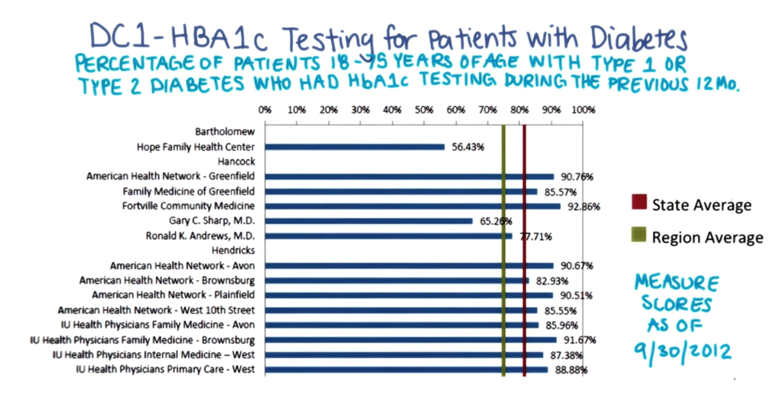 DC1-HBA1c Testing for Patients with Diabetes
PERCENTAGE OF PATIENTS 18-75 YEARS OF AGE WITH TYPE 1 OR
TYPE 2 DIABETES WHO HAD HbA1c TESTING DURING THE PREVIOUS 12 MO.
0% 10% 20% 30% 40% 50% 60% 70% 80% 90% 100%
Bartholomew
Hope Family Health Center 56.43%
Hancock
American Health Network - Greenfield 90.76%
Family Medicine of Greenfield 85.57%
Fortville Community Medicine 92.86%
Gary C. Sharp, M.D. 65.26%
Ronald K. Andrews, M.D. 77.71%
Hendricks
American Health Network - Avon 90.67%
American Health Network - Brownsburg 82.93%
American Health Network - Plainfield 90.51%
American Health Network - West 10th Street 85.55%
IU Health Physicians Family Medicine - Avon 85.96%
IU Health Physicians Family Medicine - Brownsburg 91.67%
IU Health Physicians Internal Medicine – West 87.38%
IU Health Physicians Primary Care - West 88.88%
State Average
Region Average
MEASURE
SCORES
AS OF
9/30/2012